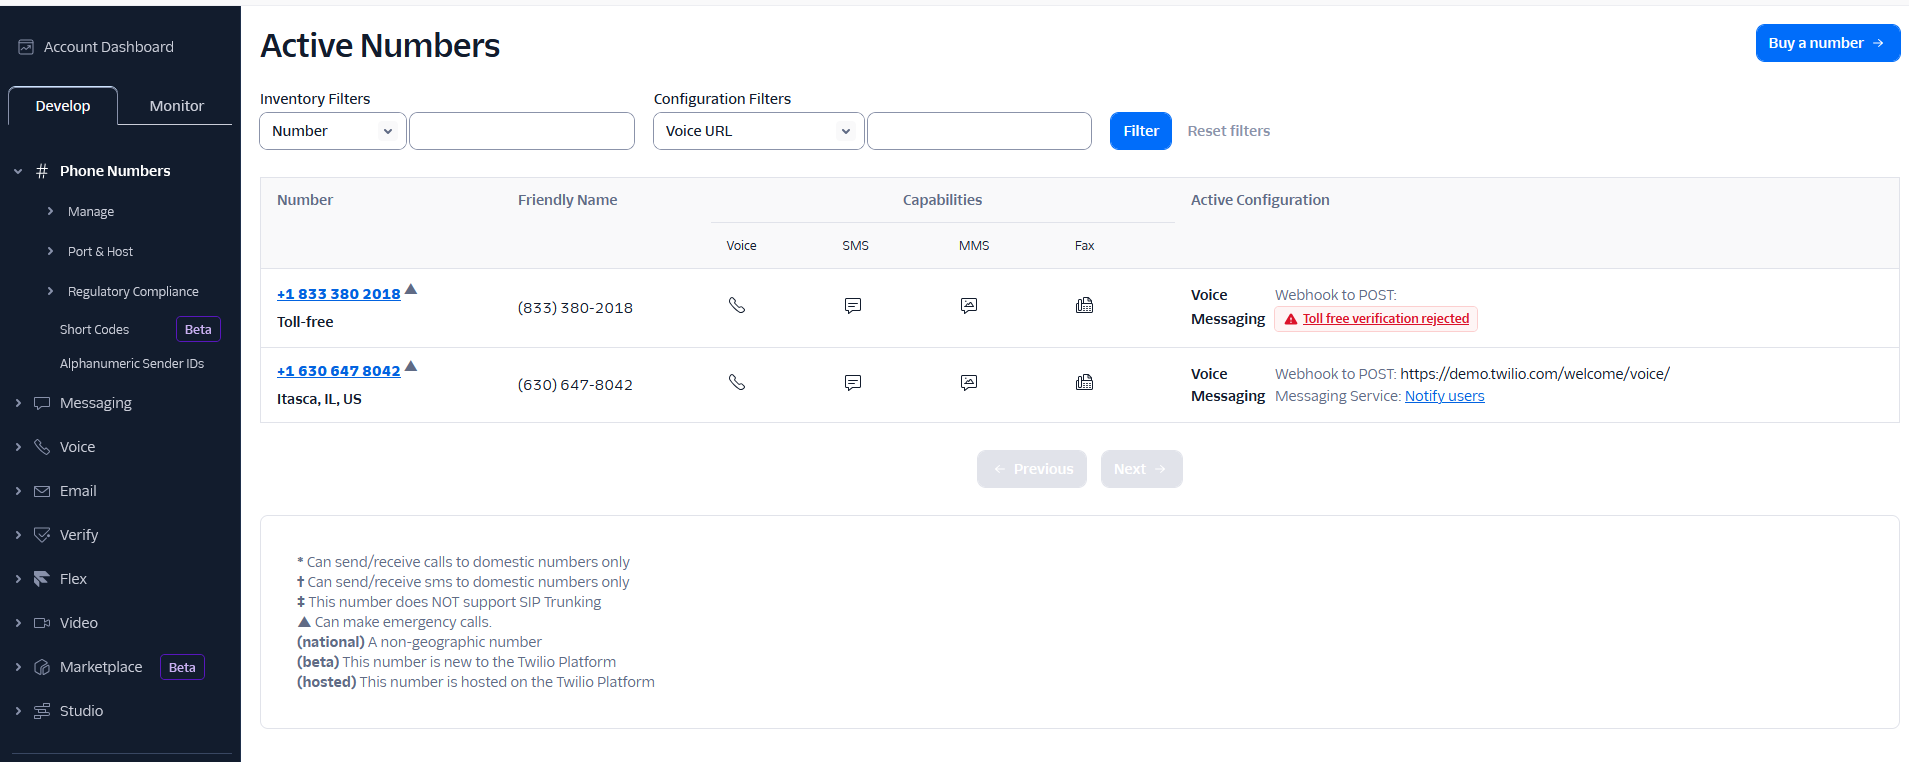 Account Dashboard
Develop
Monitor
Phone Numbers
Manage
Port & Host
Regulatory Compliance
Short Codes
Beta
Alphanumeric Sender IDs
Messaging
Voice
Email
Verify
Flex
Video
Marketplace
Beta
Studio
Active Numbers
Buy a number →
Inventory Filters
Configuration Filters
Number
Voice URL
Filter
Reset filters
Number
Friendly Name
Capabilities
Active Configuration
Voice
SMS
MMS
Fax
+1 833 380 2018
Toll-free
(833) 380-2018
Voice
Webhook to POST:
Messaging
Toll free verification rejected
+1 630 647 8042
Itasca, IL, US
(630) 647-8042
Voice
Webhook to POST: https://demo.twilio.com/welcome/voice/
Messaging
Messaging Service: Notify users
← Previous
Next →
* Can send/receive calls to domestic numbers only
† Can send/receive sms to domestic numbers only
‡ This number does NOT support SIP Trunking
▲ Can make emergency calls.
(national) A non-geographic number
(beta) This number is new to the Twilio Platform
(hosted) This number is hosted on the Twilio Platform